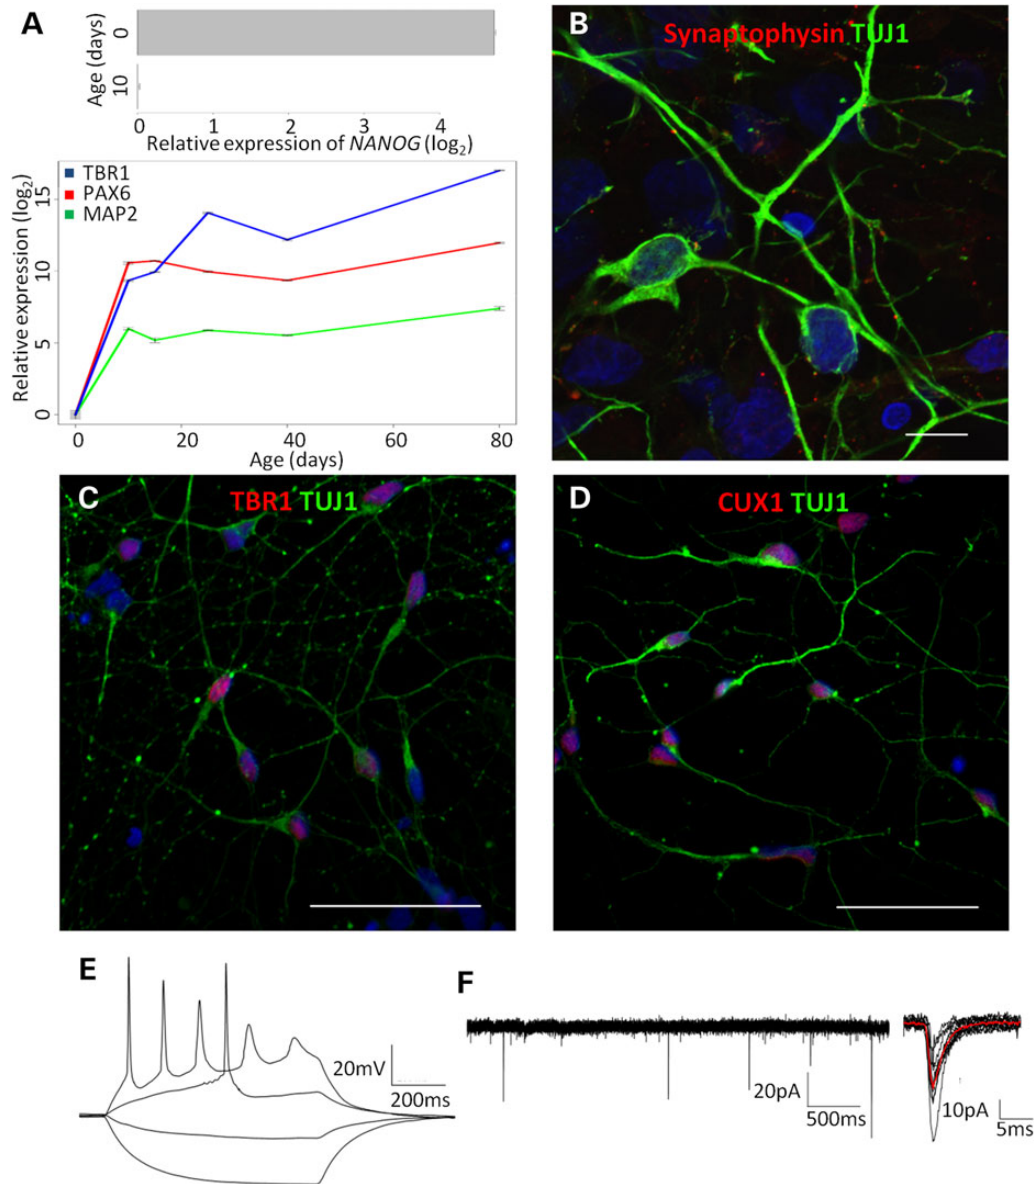 A
Age (days)
0
10
0 1 2 3 4
Relative expression of NANOG (log2)
TBR1
PAX6
MAP2
Relative expression (log2)
15
10
5
0
0 20 40 60 80
Age (days)
B
Synaptophysin TUJ1
C
TBR1 TUJ1
D
CUX1 TUJ1
E
20mV
200ms
F
20pA
500ms
10pA
5ms